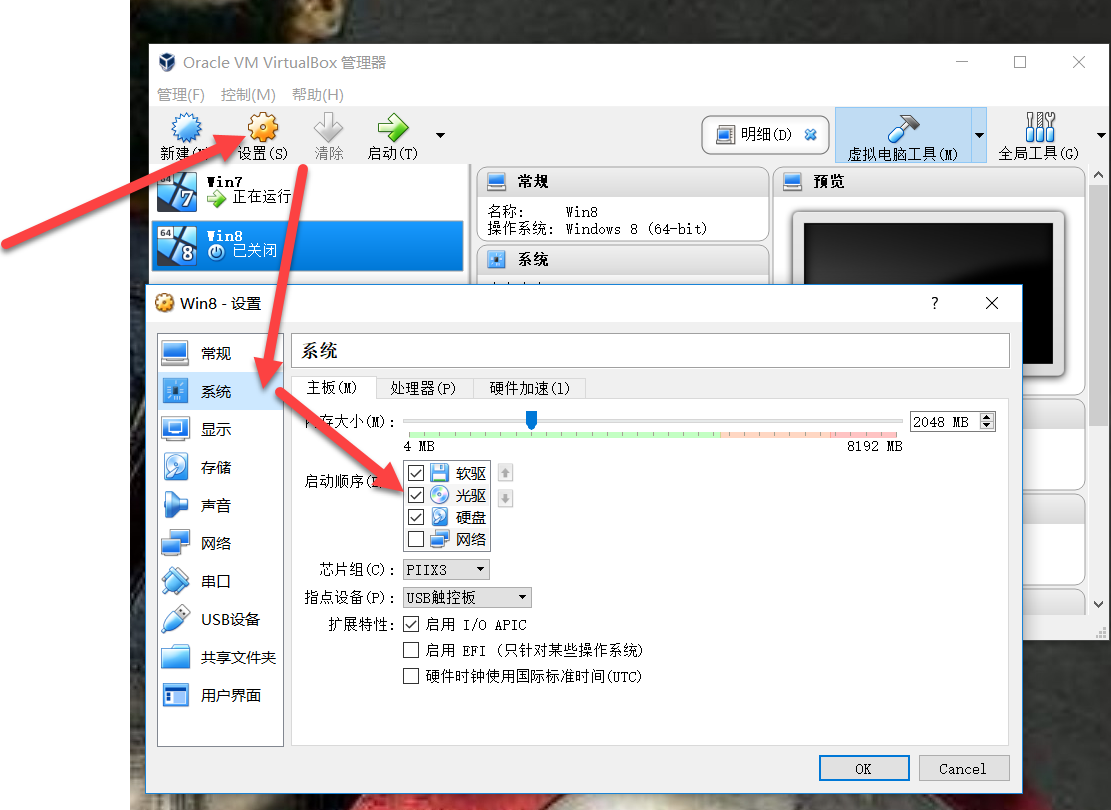 Oracle VM VirtualBox 管理器
管理(F) 控制(M) 帮助(H)
新建 设置(S) 清除 启动(T) 明细(D) 虚拟电脑工具(M) 全局工具(G)
64 7 Win7
正在运行
64 8 Win8
已关闭
常规
名称: Win8
操作系统: Windows 8 (64-bit)
系统
预览
Win8 - 设置
?
常规
系统
显示
存储
声音
网络
串口
USB设备
共享文件夹
用户界面
系统
主板(M) 处理器(P) 硬件加速(l)
内存大小(M): 2048 MB
4 MB 8192 MB
启动顺序 软驱
光驱
硬盘
网络
芯片组(C): PIIX3
指点设备(P): USB触控板
扩展特性: 启用 I/O APIC
启用 EFI (只针对某些操作系统)
硬件时钟使用国际标准时间(UTC)
OK Cancel